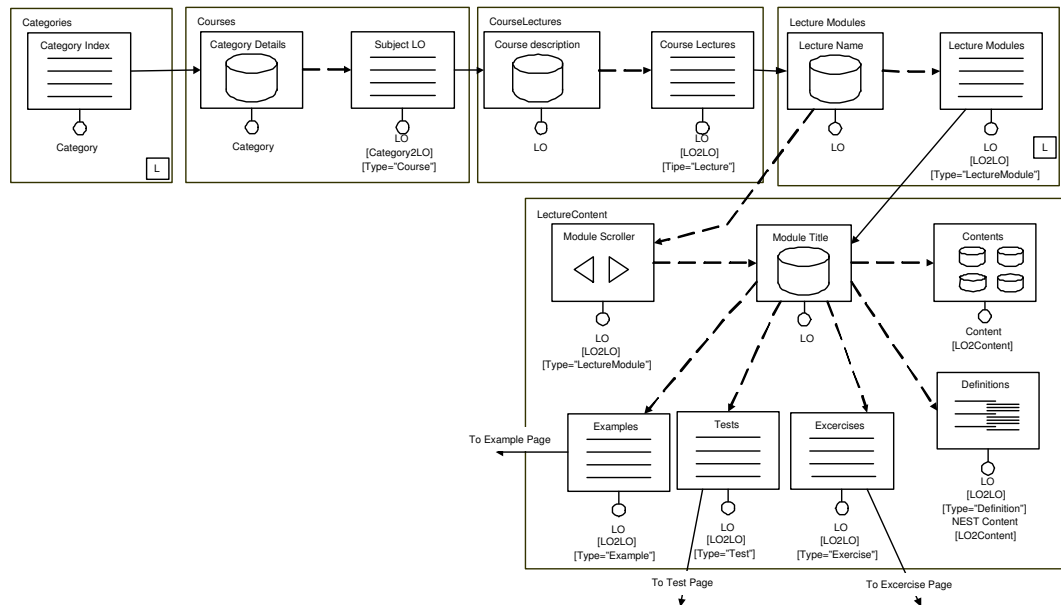 Categories
Category Index
Category
L
Courses
Category Details
Category
Subject LO
LO
[Category2LO]
[Type="Course"]
CourseLectures
Course description
LO
Course Lectures
LO
[LO2LO]
[Tipe="Lecture"]
Lecture Modules
Lecture Name
LO
Lecture Modules
LO
[LO2LO]
[Type="LectureModule"]
L
LectureContent
Module Scroller
LO
[LO2LO]
[Type="LectureModule"]
Module Title
LO
Contents
Content
[LO2Content]
Definitions
LO
[LO2LO]
[Type="Definition"]
NEST Content
[LO2Content]
To Example Page
Examples
LO
[LO2LO]
[Type="Example"]
Tests
LO
[LO2LO]
[Type="Test"]
Excercises
LO
[LO2LO]
[Type="Exercise"]
To Test Page
To Excercise Page